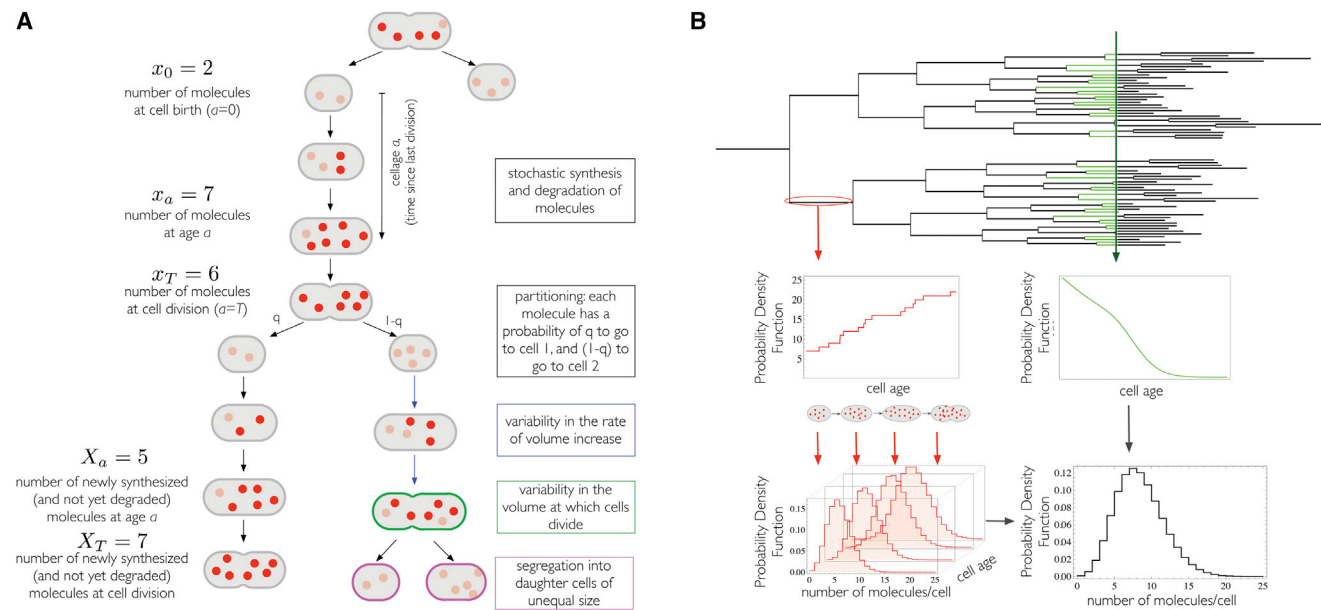 A
x₀ = 2
number of molecules
at cell birth (a=0)
cellage a,
(time since last division)
stochastic synthesis
and degradation of
molecules
xₐ = 7
number of molecules
at age a
x_T = 6
number of molecules
at cell division (a=T)
q
1-q
partitioning: each
molecule has a
probability of q to go
to cell 1, and (1-q) to
go to cell 2
variability in the rate
of volume increase
Xₐ = 5
number of newly synthesized
(and not yet degraded)
molecules at age a
variability in the
volume at which cells
divide
X_T = 7
number of newly synthesized
(and not yet degraded)
molecules at cell division
segregation into
daughter cells of
unequal size
B
Probability Density
Function
25
20
15
10
5
cell age
Probability Density
Function
cell age
Probability Density
Function
0.15
0.10
0.05
0.00
0 5 10 15 20 25
number of molecules/cell
cell age
Probability Density
Function
0.12
0.10
0.08
0.06
0.04
0.02
0.00
0 5 10 15 20 25
number of molecules/cell